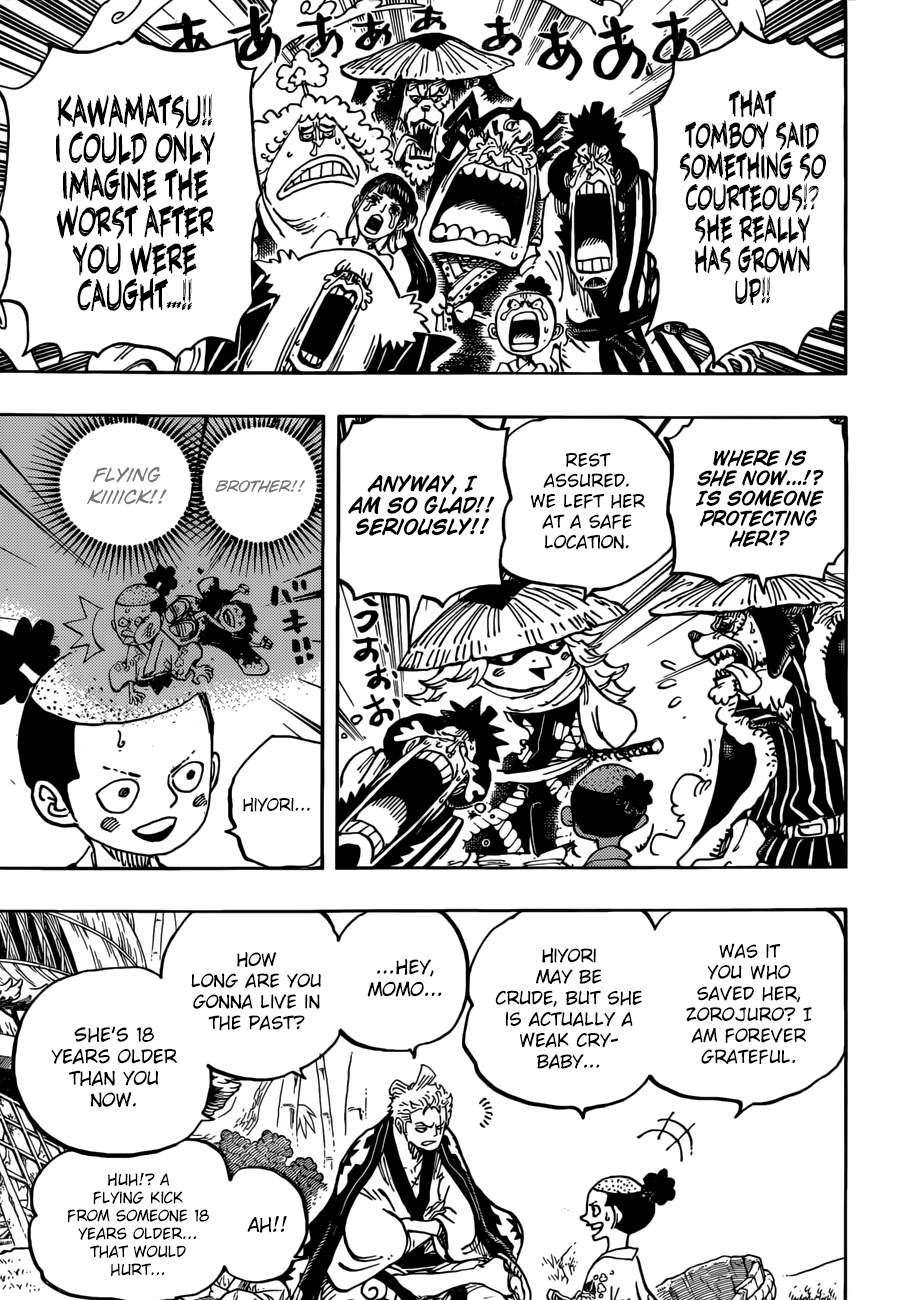 ああああああああああ
THAT
TOMBOY SAID
SOMETHING SO
COURTEOUS!?
SHE REALLY
HAS GROWN
UP!!
KAWAMATSU!!
I COULD ONLY
IMAGINE THE
WORST AFTER
YOU WERE
CAUGHT...!!
WHERE IS
SHE NOW...!?
IS SOMEONE
PROTECTING
HER!?
REST
ASSURED.
WE LEFT HER
AT A SAFE
LOCATION.
ANYWAY, I
AM SO GLAD!!
SERIOUSLY!!
うおおおお
BROTHER!!
FLYING
KIIIICK!!
バキ!!
HIYORI...
WAS IT
YOU WHO
SAVED HER,
ZOROJURO? I
AM FOREVER
GRATEFUL.
HIYORI
MAY BE
CRUDE, BUT SHE
IS ACTUALLY A
WEAK CRY-
BABY...
...HEY,
MOMO...
HOW
LONG ARE YOU
GONNA LIVE IN
THE PAST?
SHE'S 18
YEARS OLDER
THAN YOU
NOW.
AH!!
HUH!? A
FLYING KICK
FROM SOMEONE 18
YEARS OLDER...
THAT WOULD
HURT...